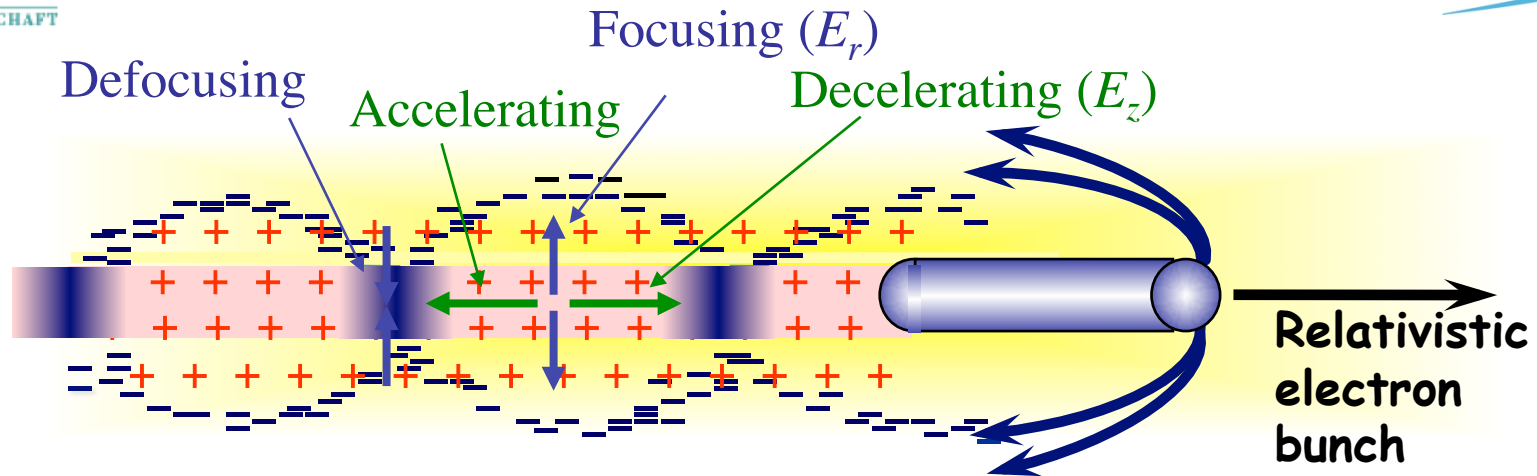 CHAFT
Focusing (E_r)
Defocusing
Accelerating
Decelerating (E_z)
Relativistic
electron
bunch